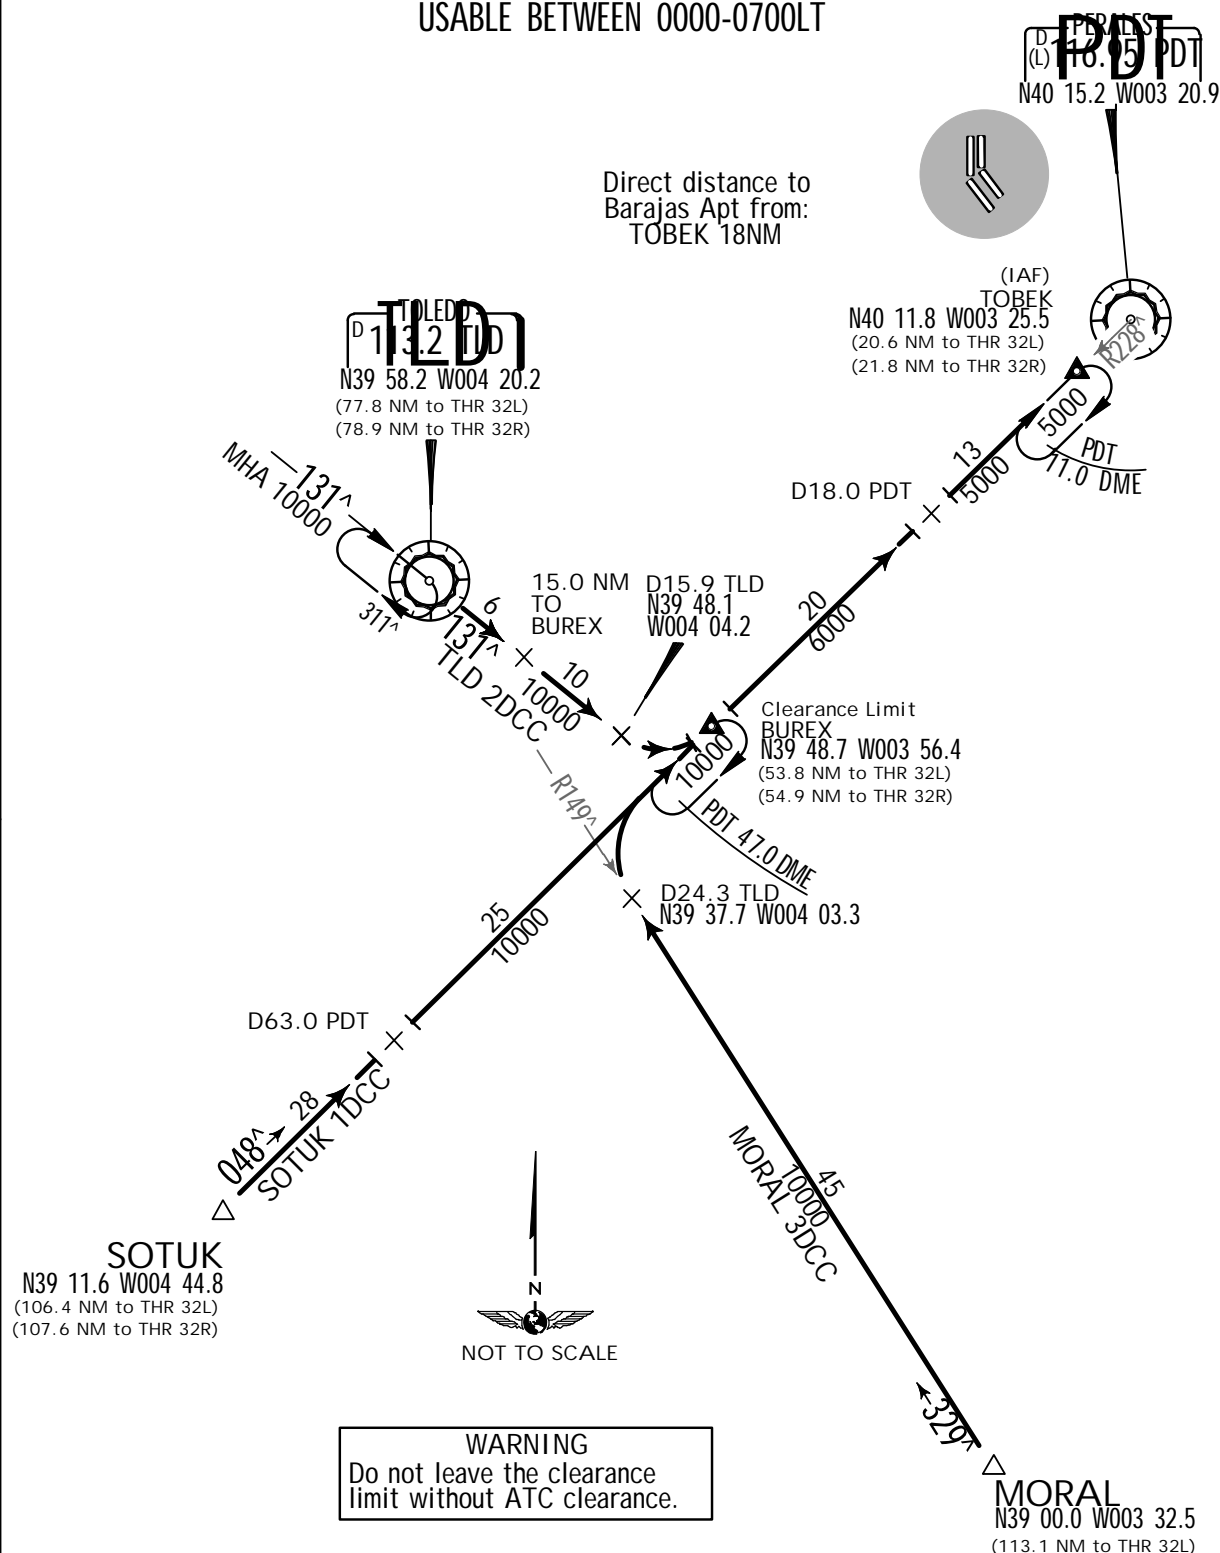 USABLE BETWEEN 0000-0700LT
PERALES
D
(L) 116.95 PDT
PDT
N40 15.2 W003 20.9
Direct distance to
Barajas Apt from:
TOBEK 18NM
(IAF)
TOBEK
N40 11.8 W003 25.5
(20.6 NM to THR 32L)
(21.8 NM to THR 32R)
R228^
TOLEDO
D 113.2 TLD
TLD
N39 58.2 W004 20.2
(77.8 NM to THR 32L)
(78.9 NM to THR 32R)
5000
PDT
11.0 DME
13
5000
D18.0 PDT
131^
MHA 10000
311^
6
131^
TLD 2DCC
15.0 NM
TO
BUREX
D15.9 TLD
N39 48.1
W004 04.2
10
10000
20
6000
Clearance Limit
BUREX
N39 48.7 W003 56.4
(53.8 NM to THR 32L)
(54.9 NM to THR 32R)
10000
R149^
PDT 47.0 DME
D24.3 TLD
N39 37.7 W004 03.3
25
10000
D63.0 PDT
048^
28
SOTUK 1DCC
SOTUK
N39 11.6 W004 44.8
(106.4 NM to THR 32L)
(107.6 NM to THR 32R)
45
10000
MORAL 3DCC
N
NOT TO SCALE
329^
WARNING
Do not leave the clearance
limit without ATC clearance.
MORAL
N39 00.0 W003 32.5
(113.1 NM to THR 32L)